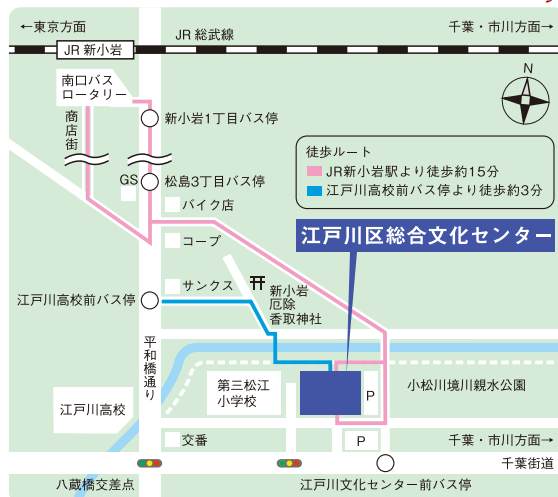 ←東京方面
千葉・市川方面→
JR 総武線
JR 新小岩
南口バス
ロータリー
N
商店街
新小岩1丁目バス停
徒歩ルート
JR新小岩駅より徒歩約15分
江戸川高校前バス停より徒歩約3分
GS
松島3丁目バス停
バイク店
江戸川区総合文化センター
コープ
サンクス
新小岩
厄除
香取神社
江戸川高校前バス停
平和橋通り
第三松江
小学校
P
小松川境川親水公園
江戸川高校
交番
P
千葉・市川方面→
千葉街道
八蔵橋交差点
江戸川文化センター前バス停